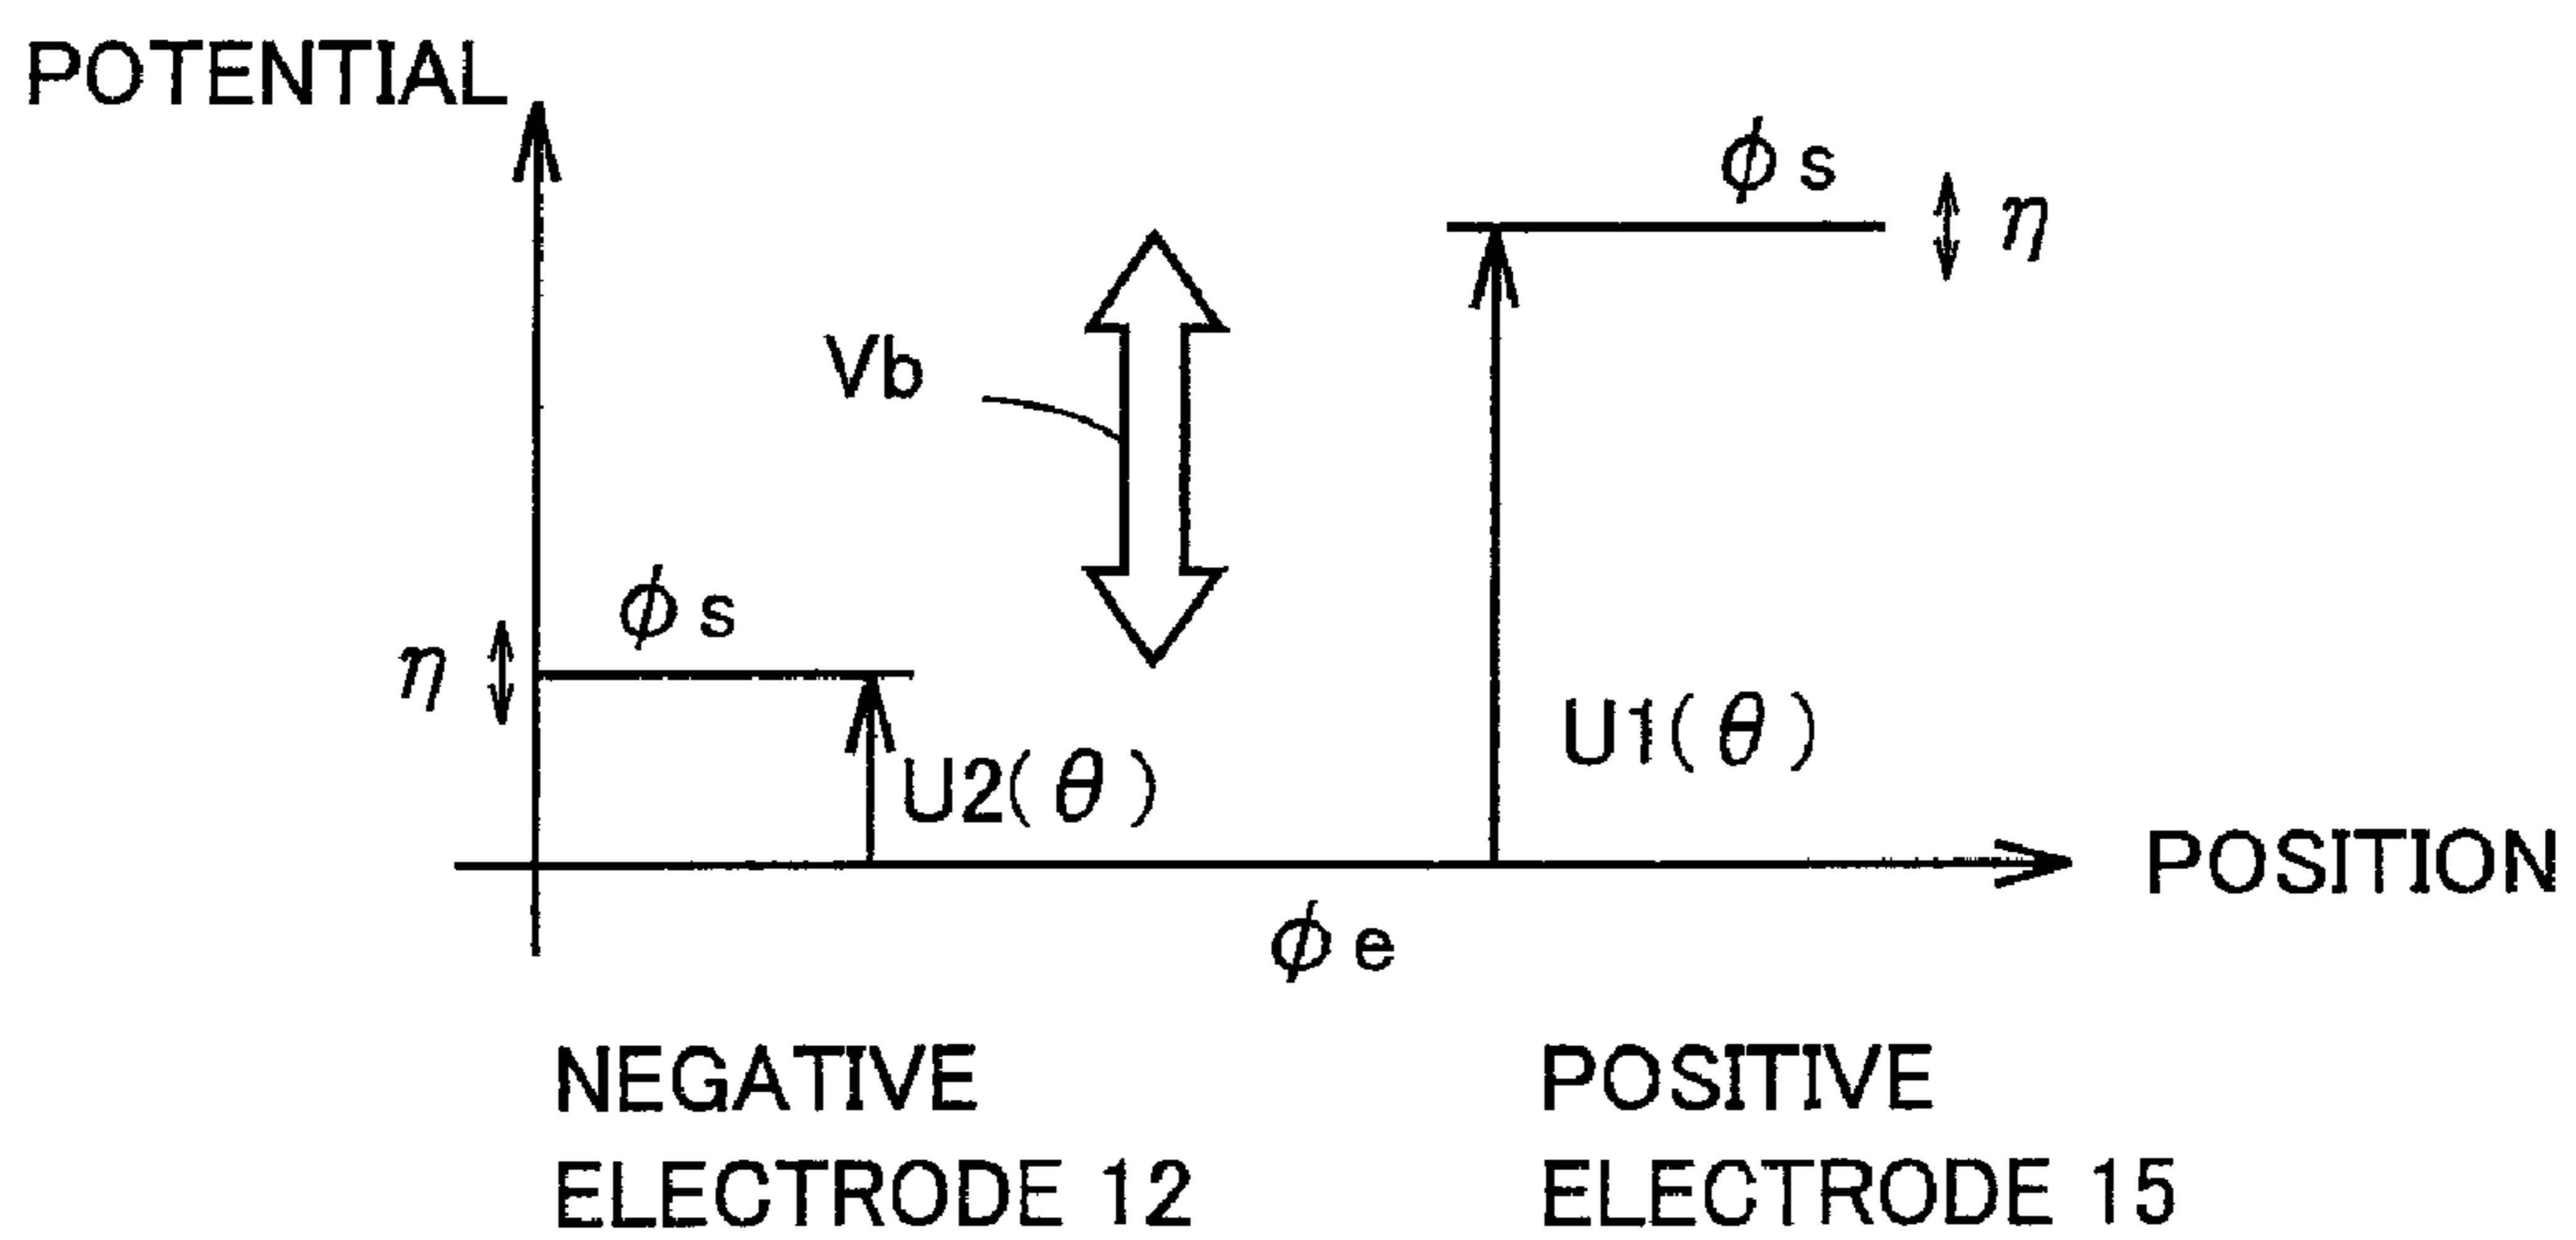 POTENTIAL
ϕs
η
Vb
ϕs
η
U2(θ)
U1(θ)
POSITION
ϕe
NEGATIVE
ELECTRODE 12
POSITIVE
ELECTRODE 15